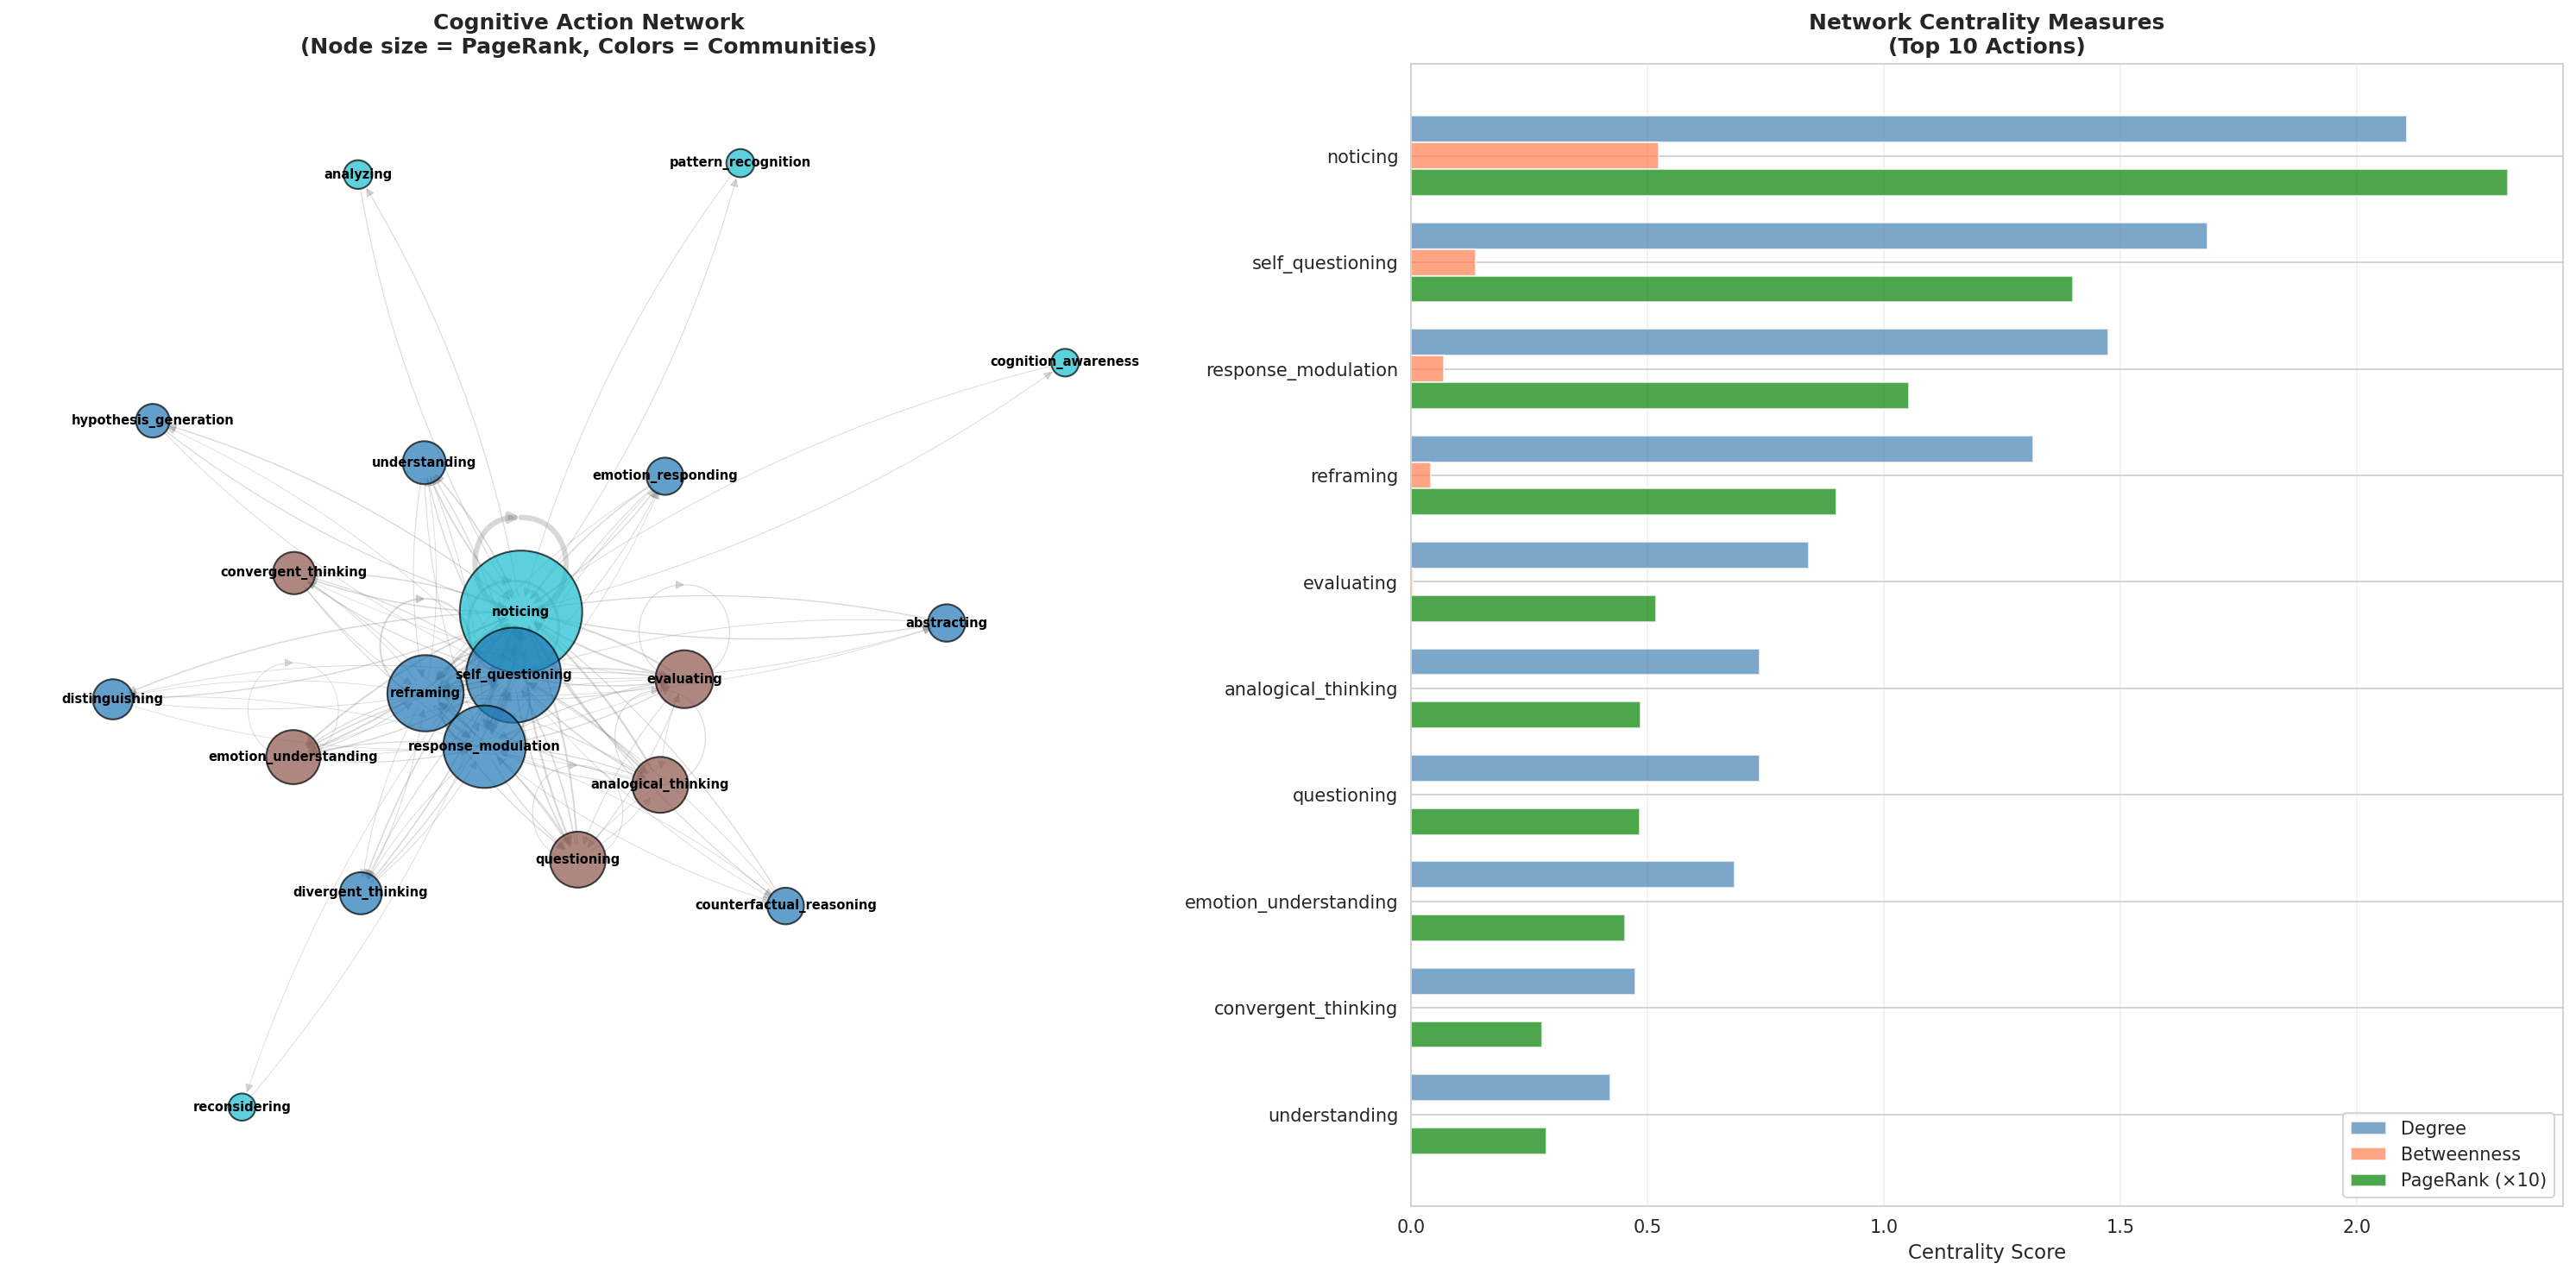 Cognitive Action Network
(Node size = PageRank, Colors = Communities)
pattern_recognition
analyzing
cognition_awareness
hypothesis_generation
understanding
emotion_responding
convergent_thinking
noticing
abstracting
self_questioning
evaluating
reframing
distinguishing
response_modulation
emotion_understanding
analogical_thinking
questioning
divergent_thinking
counterfactual_reasoning
reconsidering
Network Centrality Measures
(Top 10 Actions)
noticing
self_questioning
response_modulation
reframing
evaluating
analogical_thinking
questioning
emotion_understanding
convergent_thinking
understanding
Degree
Betweenness
PageRank (×10)
0.0 0.5 1.0 1.5 2.0
Centrality Score